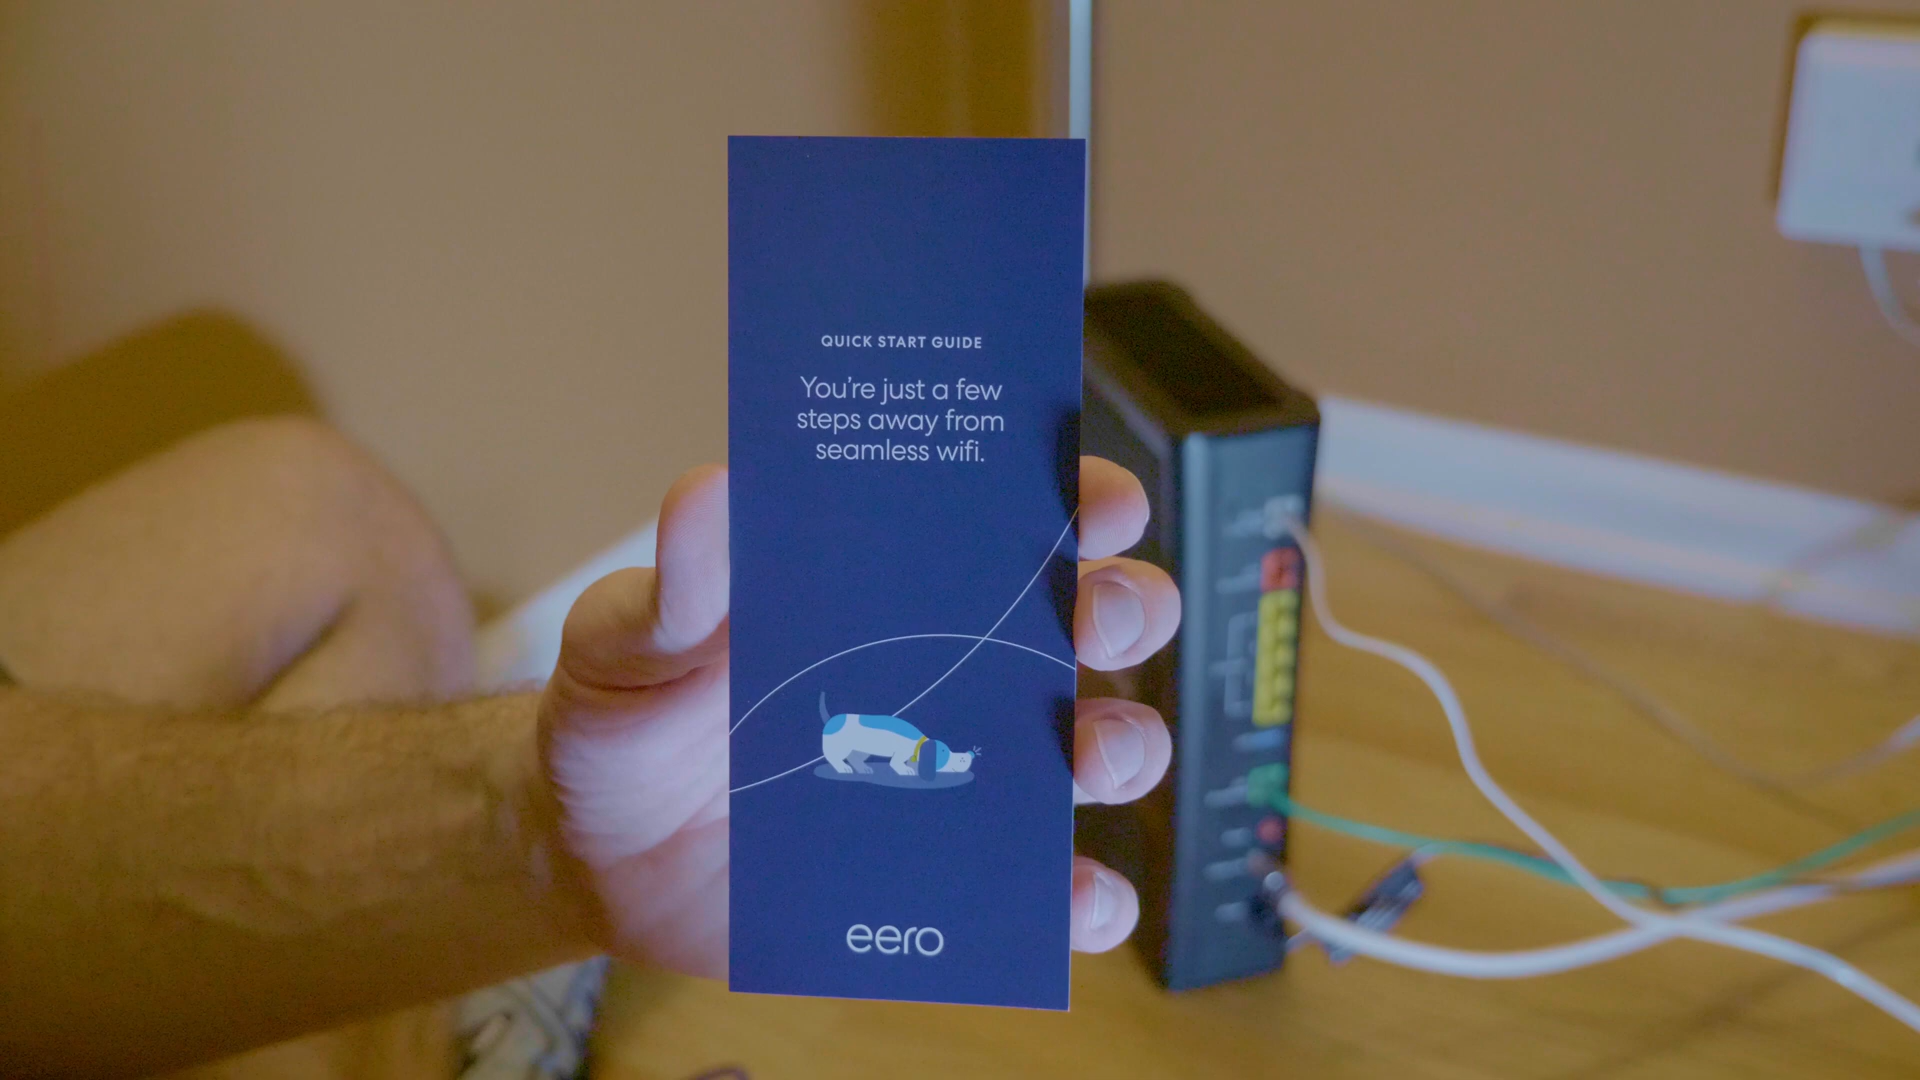 QUICK START GUIDE
You're just a few
steps away from
seamless wifi.
eero